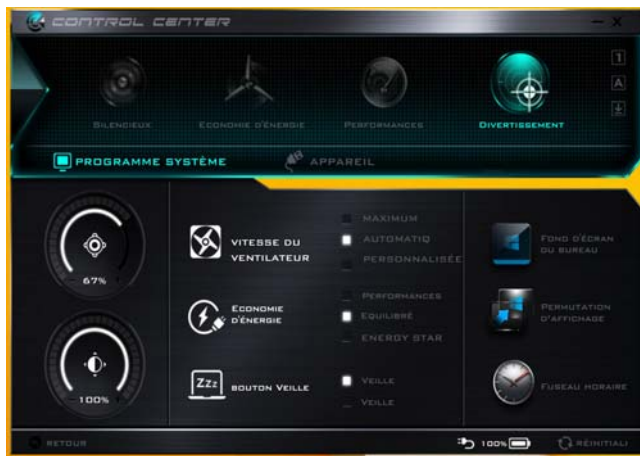 CONTROL CENTER
1
A
SILENCIEUX
ECONOMIE D'ÉNERGIE
PERFORMANCES
DIVERTISSEMENT
PROGRAMME SYSTÈME
APPAREIL
67%
100%
VITESSE DU
VENTILATEUR
MAXIMUM
AUTOMATIQ
PERSONNALISÉE
ECONOMIE
D'ÉNERGIE
PERFORMANCES
EQUILIBRÉ
ENERGY STAR
ZZZ
BOUTON VEILLE
VEILLE
VEILLE
FOND D'ÉCRAN
DU BUREAU
PERMUTATION
D'AFFICHAGE
FUSEAU HORAIRE
RETOUR
100%
RÉINITIALI